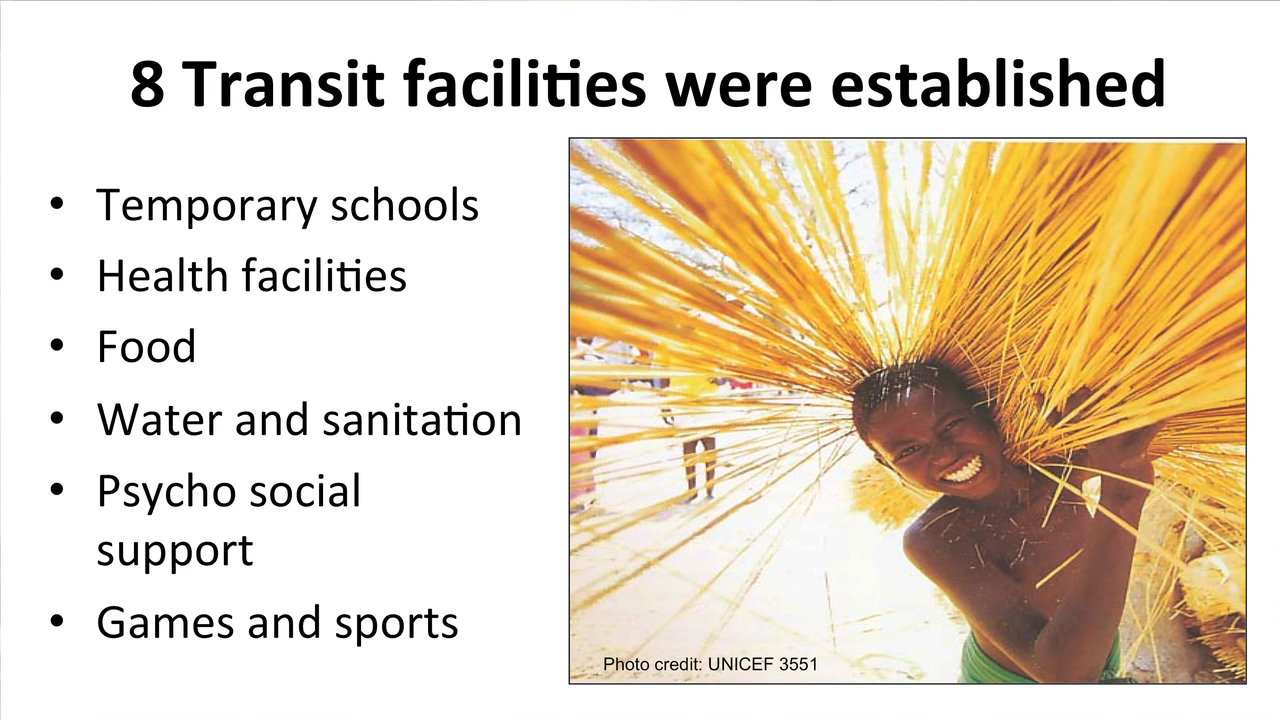 8 Transit facilities were established
• Temporary schools
• Health facilities
• Food
• Water and sanitation
• Psycho social
support
• Games and sports
Photo credit: UNICEF 3551